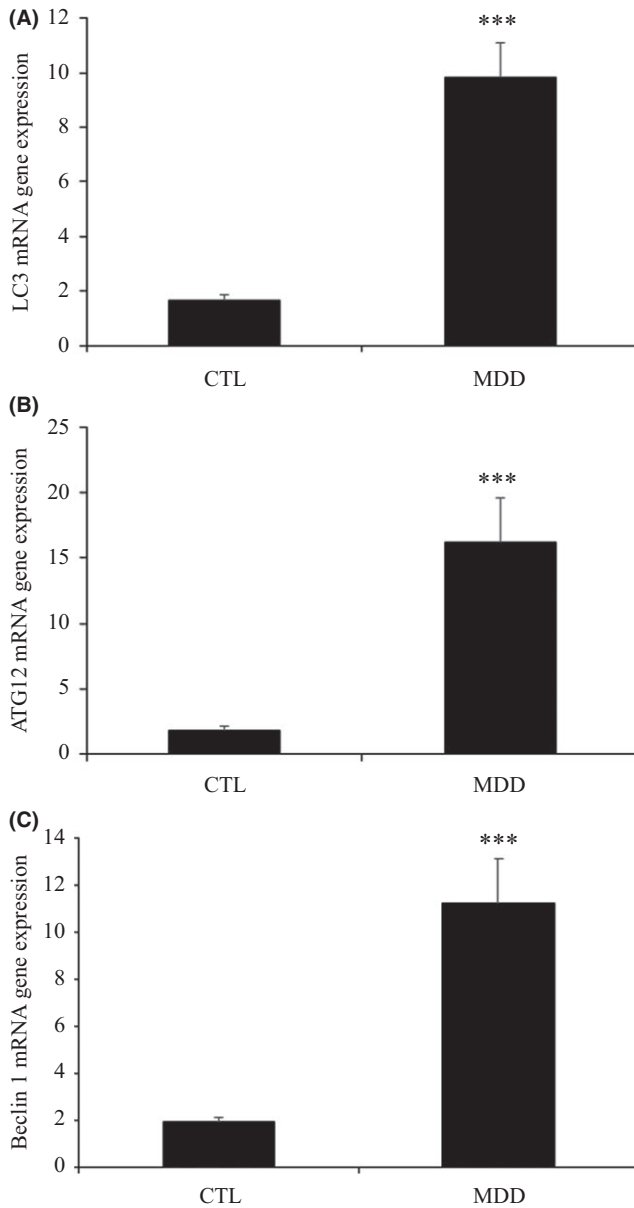 (A)
LC3 mRNA gene expression
12
10
8
6
4
2
0
***
CTL
MDD
(B)
ATG12 mRNA gene expression
25
20
15
10
5
0
***
CTL
MDD
(C)
Beclin 1 mRNA gene expression
14
12
10
8
6
4
2
0
***
CTL
MDD